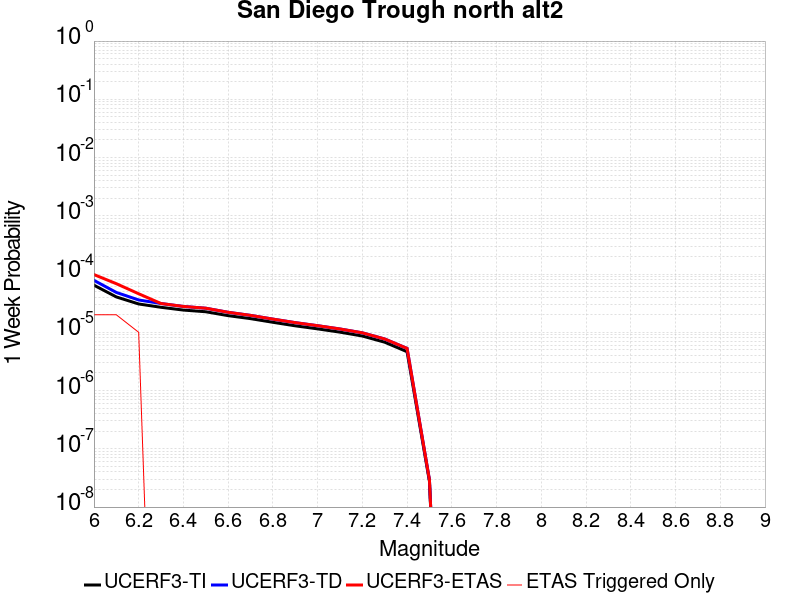 San Diego Trough north alt2
10^0
10^-1
10^-2
10^-3
10^-4
10^-5
10^-6
10^-7
10^-8
1 Week Probability
6 6.2 6.4 6.6 6.8 7 7.2 7.4 7.6 7.8 8 8.2 8.4 8.6 8.8 9
Magnitude
UCERF3-TI UCERF3-TD UCERF3-ETAS ETAS Triggered Only